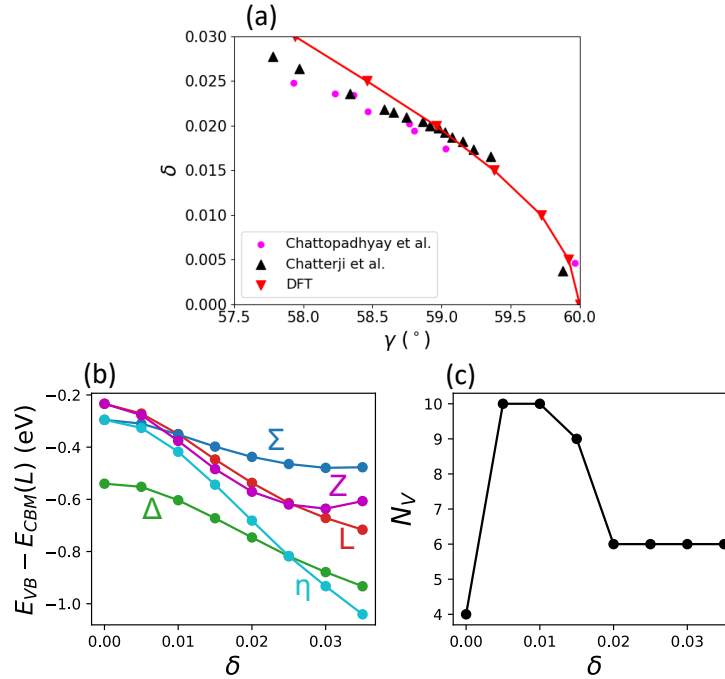 (a)
0.030
0.025
0.020
0.015
0.010
0.005
0.000
δ
Chattopadhyay et al.
Chatterji et al.
DFT
57.5 58.0 58.5 59.0 59.5 60.0
γ (°)
(b)
−0.2
−0.4
−0.6
−0.8
−1.0
E_VB − E_CBM(L) (eV)
Σ
Z
L
Δ
η
0.00 0.01 0.02 0.03
δ
(c)
10
9
8
7
6
5
4
N_V
0.00 0.01 0.02 0.03
δ